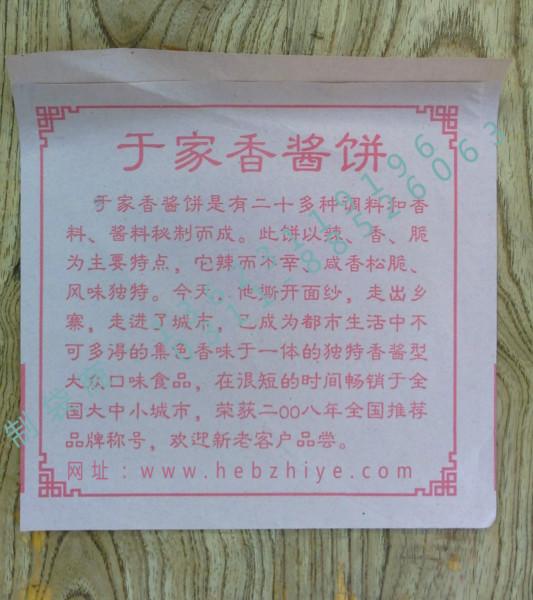 于家香酱饼
于家香酱饼是有二十多种调料和香
料、酱料秘制而成。此饼以辣、香、脆
为主要特点，它辣而不辛、咸香松脆、
风味独特。今天，他撕开面纱，走出乡
寨，走进了城市，已成为都市生活中不
可多得的集色香味于一体的独特香酱型
大众口味食品，在很短的时间畅销于全
国大中小城市，荣获二00八年全国推荐
品牌称号，欢迎新老客户品尝。
网址：www.hebzhiye.com
制袋商